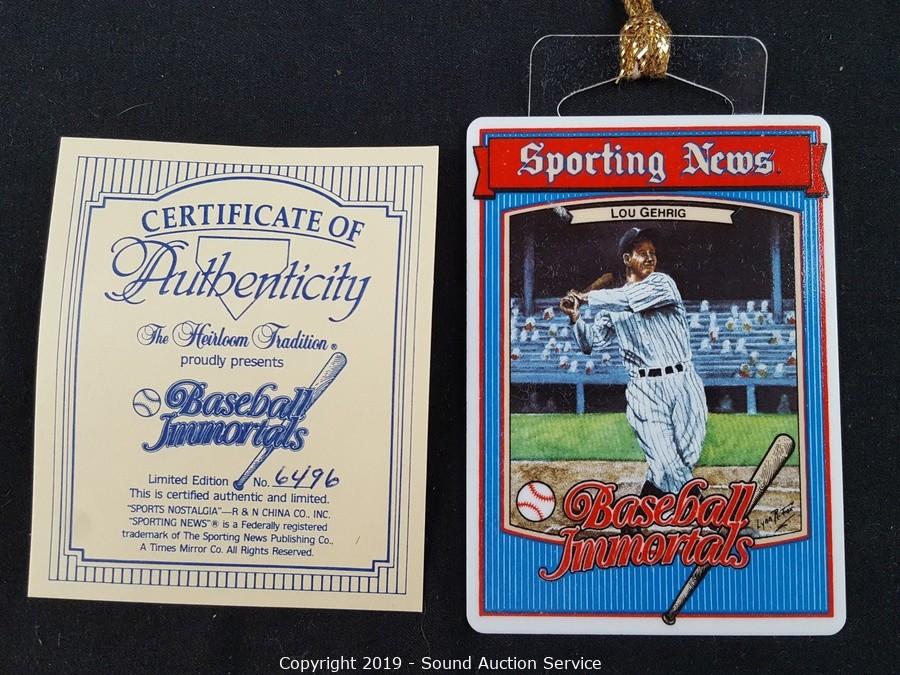 CERTIFICATE OF
Authenticity
The Heirloom Tradition®
proudly presents
Baseball
Immortals
Limited Edition No. 6496
This is certified authentic and limited.
"SPORTS NOSTALGIA"—R & N CHINA CO., INC.
"SPORTING NEWS"® is a Federally registered
trademark of The Sporting News Publishing Co.,
A Times Mirror Co. All Rights Reserved.
Sporting News
LOU GEHRIG
Baseball
Immortals
Copyright 2019 - Sound Auction Service